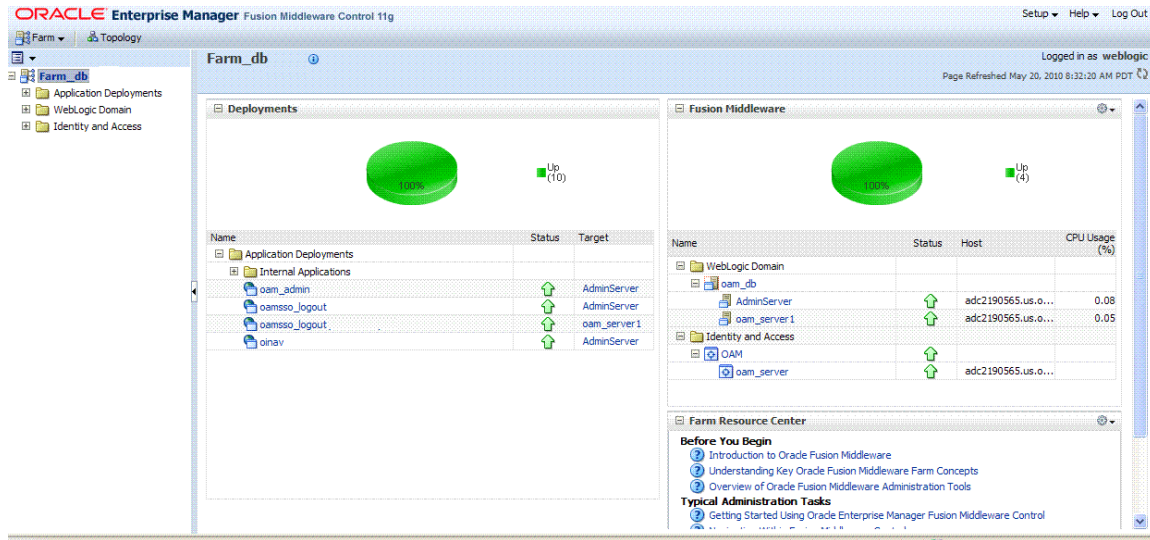 ORACLE Enterprise Manager Fusion Middleware Control 11g
Setup Help Log Out
Farm Topology
Farm_db
Logged in as weblogic
Page Refreshed May 20, 2010 8:32:20 AM PDT
Farm_db
Application Deployments
WebLogic Domain
Identity and Access
Deployments
100%
Up
(10)
Name Status Target
Application Deployments
Internal Applications
oam_admin AdminServer
oamsso_logout AdminServer
oamsso_logout oam_server1
oinav AdminServer
Fusion Middleware
100%
Up
(4)
Name Status Host CPU Usage (%)
WebLogic Domain
oam_db
AdminServer adc2190565.us.o... 0.08
oam_server1 adc2190565.us.o... 0.05
Identity and Access
OAM
oam_server adc2190565.us.o...
Farm Resource Center
Before You Begin
Introduction to Oracle Fusion Middleware
Understanding Key Oracle Fusion Middleware Farm Concepts
Overview of Oracle Fusion Middleware Administration Tools
Typical Administration Tasks
Getting Started Using Oracle Enterprise Manager Fusion Middleware Control